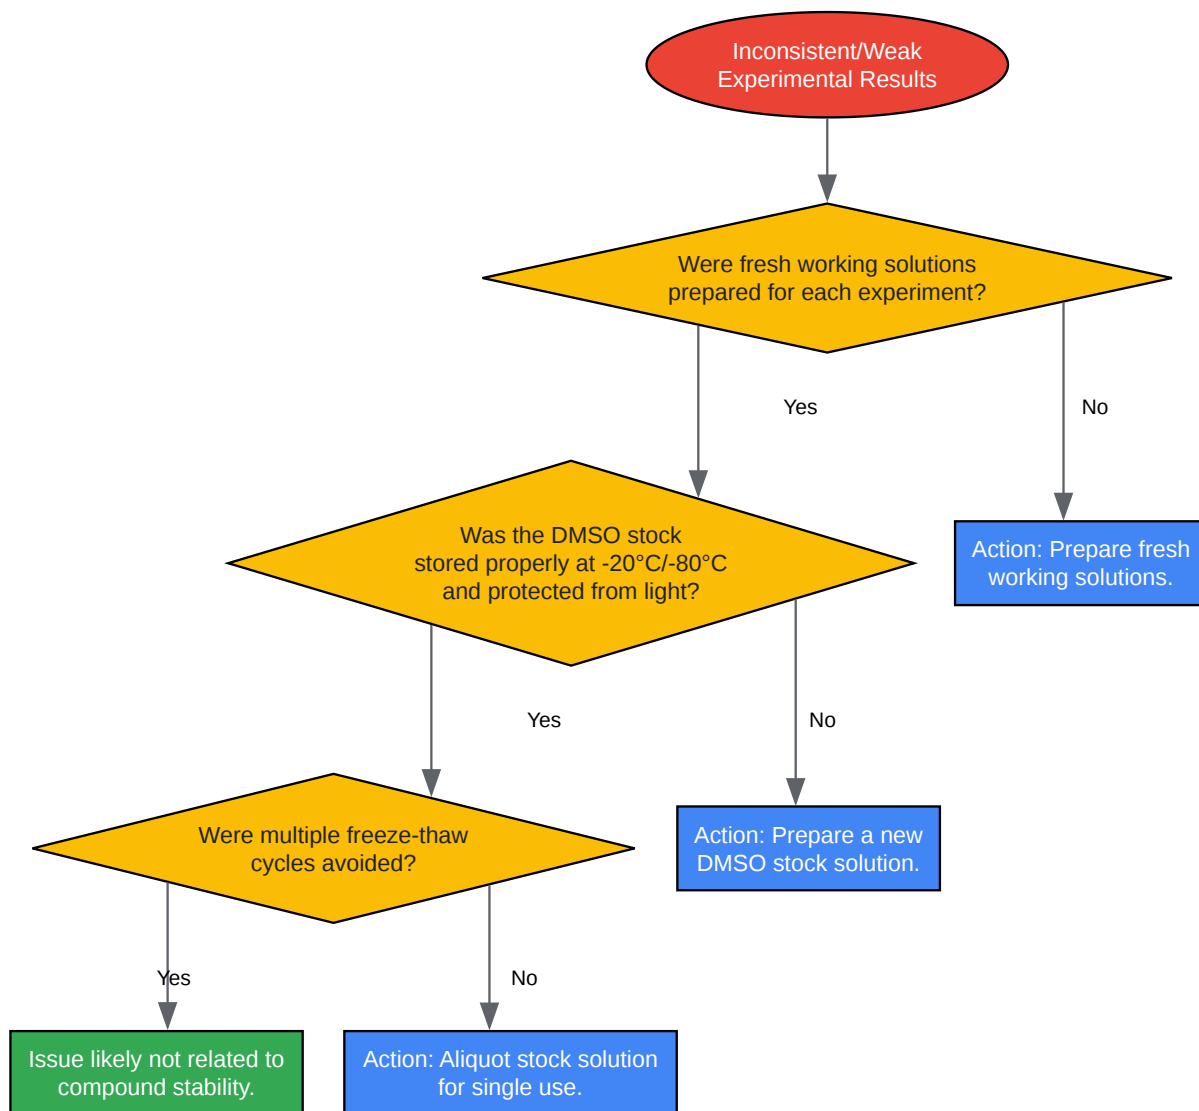 Inconsistent/Weak
Experimental Results
Were fresh working solutions
prepared for each experiment?
Yes
No
Was the DMSO stock
stored properly at -20°C/-80°C
and protected from light?
Action: Prepare fresh
working solutions.
Yes
No
Were multiple freeze-thaw
cycles avoided?
Action: Prepare a new
DMSO stock solution.
Yes
No
Issue likely not related to
compound stability.
Action: Aliquot stock solution
for single use.